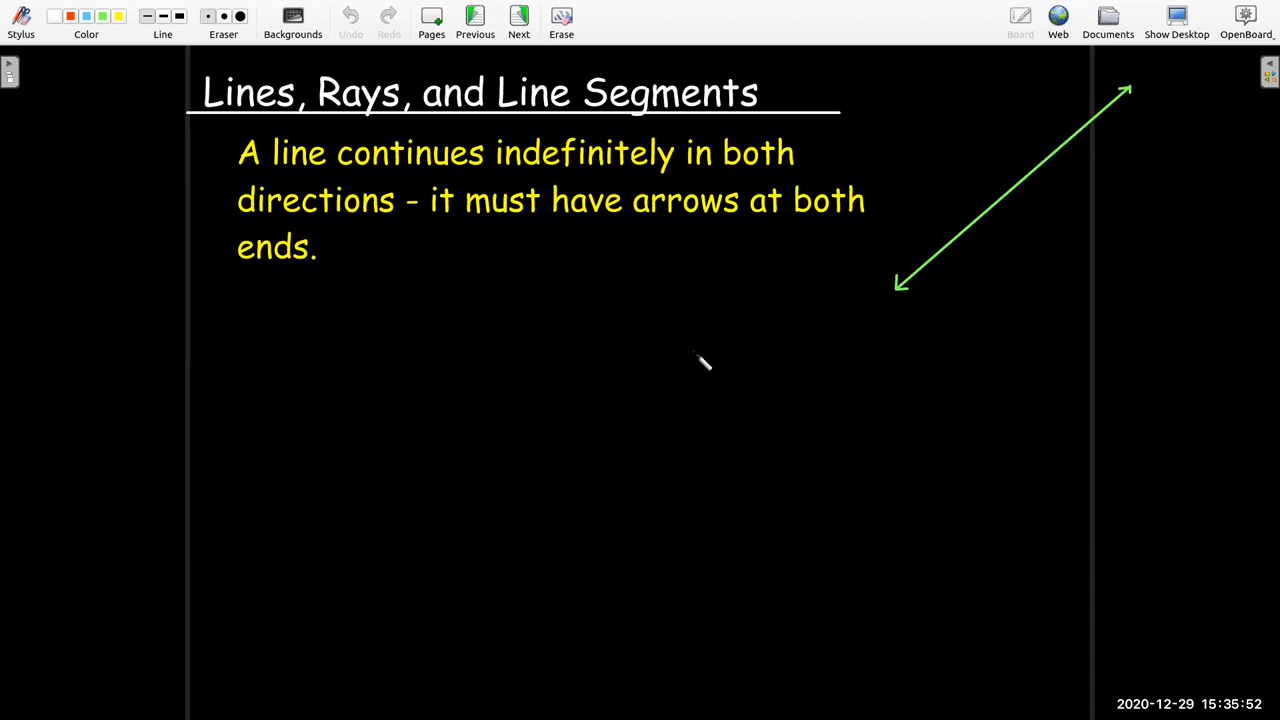 Stylus Color Line Eraser Backgrounds Undo Redo Pages Previous Next Erase Board Web Documents Show Desktop OpenBoard
Lines, Rays, and Line Segments
A line continues indefinitely in both
directions - it must have arrows at both
ends.
2020-12-29 15:35:52